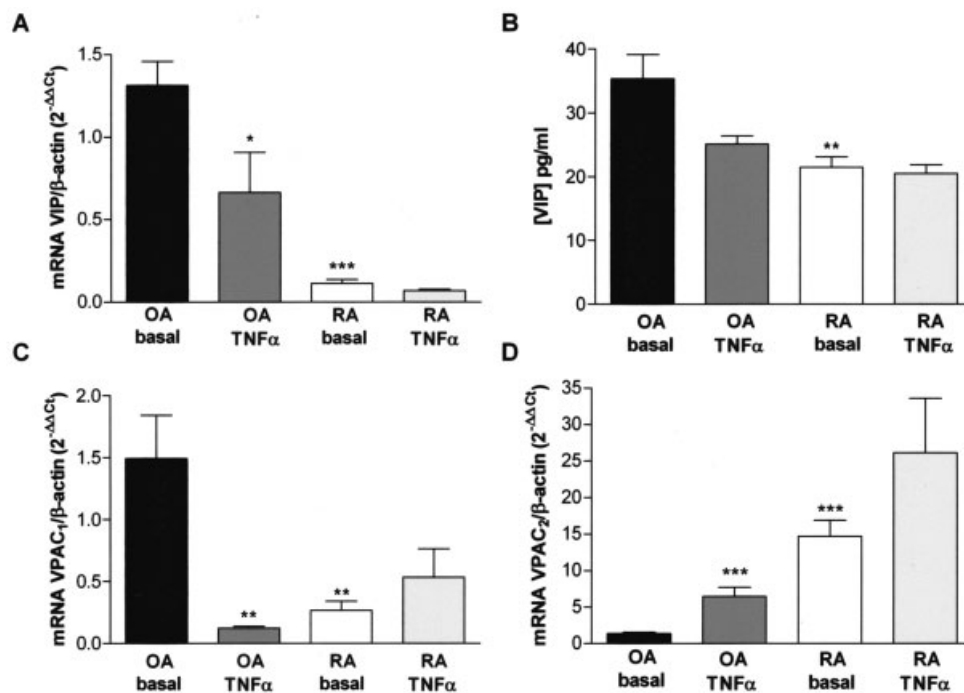 A
mRNA VIP/β-actin (2^-ΔΔCt)
1.5
1.0
0.5
0.0
*
***
OA basal
OA TNFα
RA basal
RA TNFα
B
[VIP] pg/ml
40
30
20
10
0
**
OA basal
OA TNFα
RA basal
RA TNFα
C
mRNA VPAC₁/β-actin (2^-ΔΔCt)
2.0
1.5
1.0
0.5
0.0
**
**
OA basal
OA TNFα
RA basal
RA TNFα
D
mRNA VPAC₂/β-actin (2^-ΔΔCt)
35
30
25
20
15
10
5
0
***
***
OA basal
OA TNFα
RA basal
RA TNFα